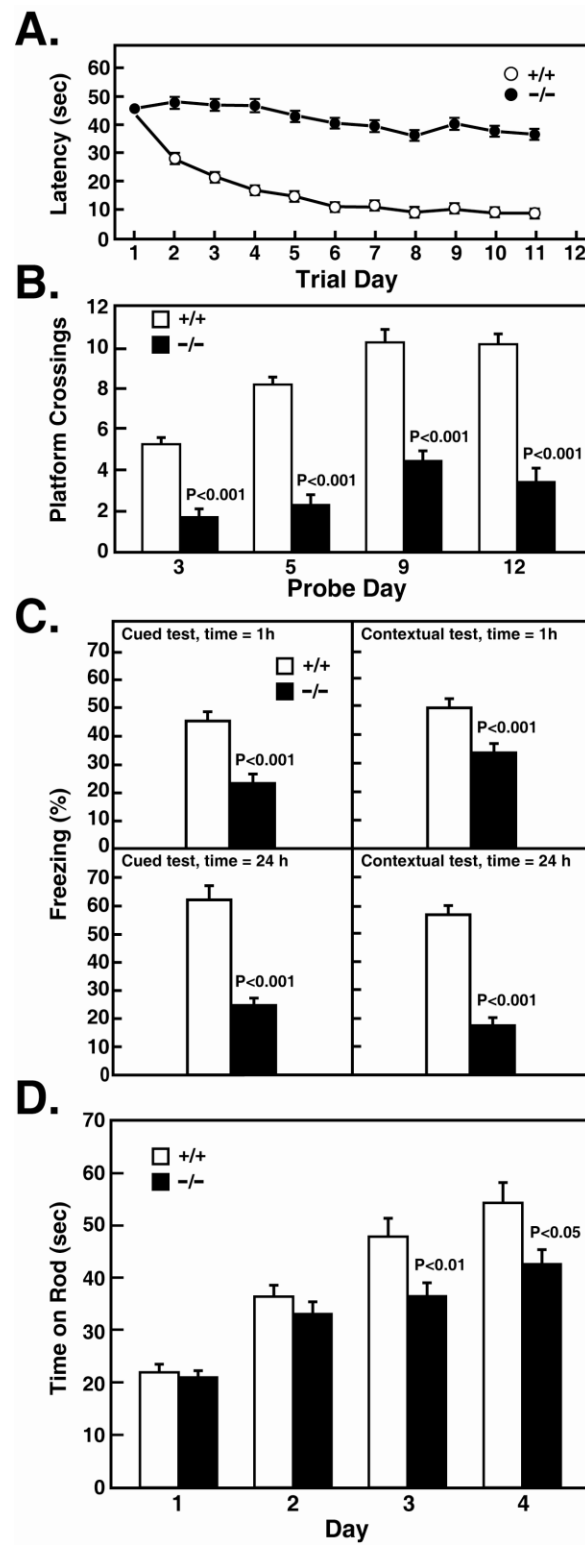 A.
Latency (sec)
60
50
40
30
20
10
0
+/+
−/−
1 2 3 4 5 6 7 8 9 10 11 12
Trial Day
B.
Platform Crossings
12
10
8
6
4
2
0
+/+
−/−
P<0.001
P<0.001
P<0.001
P<0.001
3 5 9 12
Probe Day
C.
Freezing (%)
Cued test, time = 1h
Contextual test, time = 1h
70
60
50
40
30
20
10
0
+/+
−/−
P<0.001
P<0.001
Cued test, time = 24 h
Contextual test, time = 24 h
70
60
50
40
30
20
10
0
P<0.001
P<0.001
D.
Time on Rod (sec)
70
60
50
40
30
20
10
0
+/+
−/−
P<0.01
P<0.05
1 2 3 4
Day